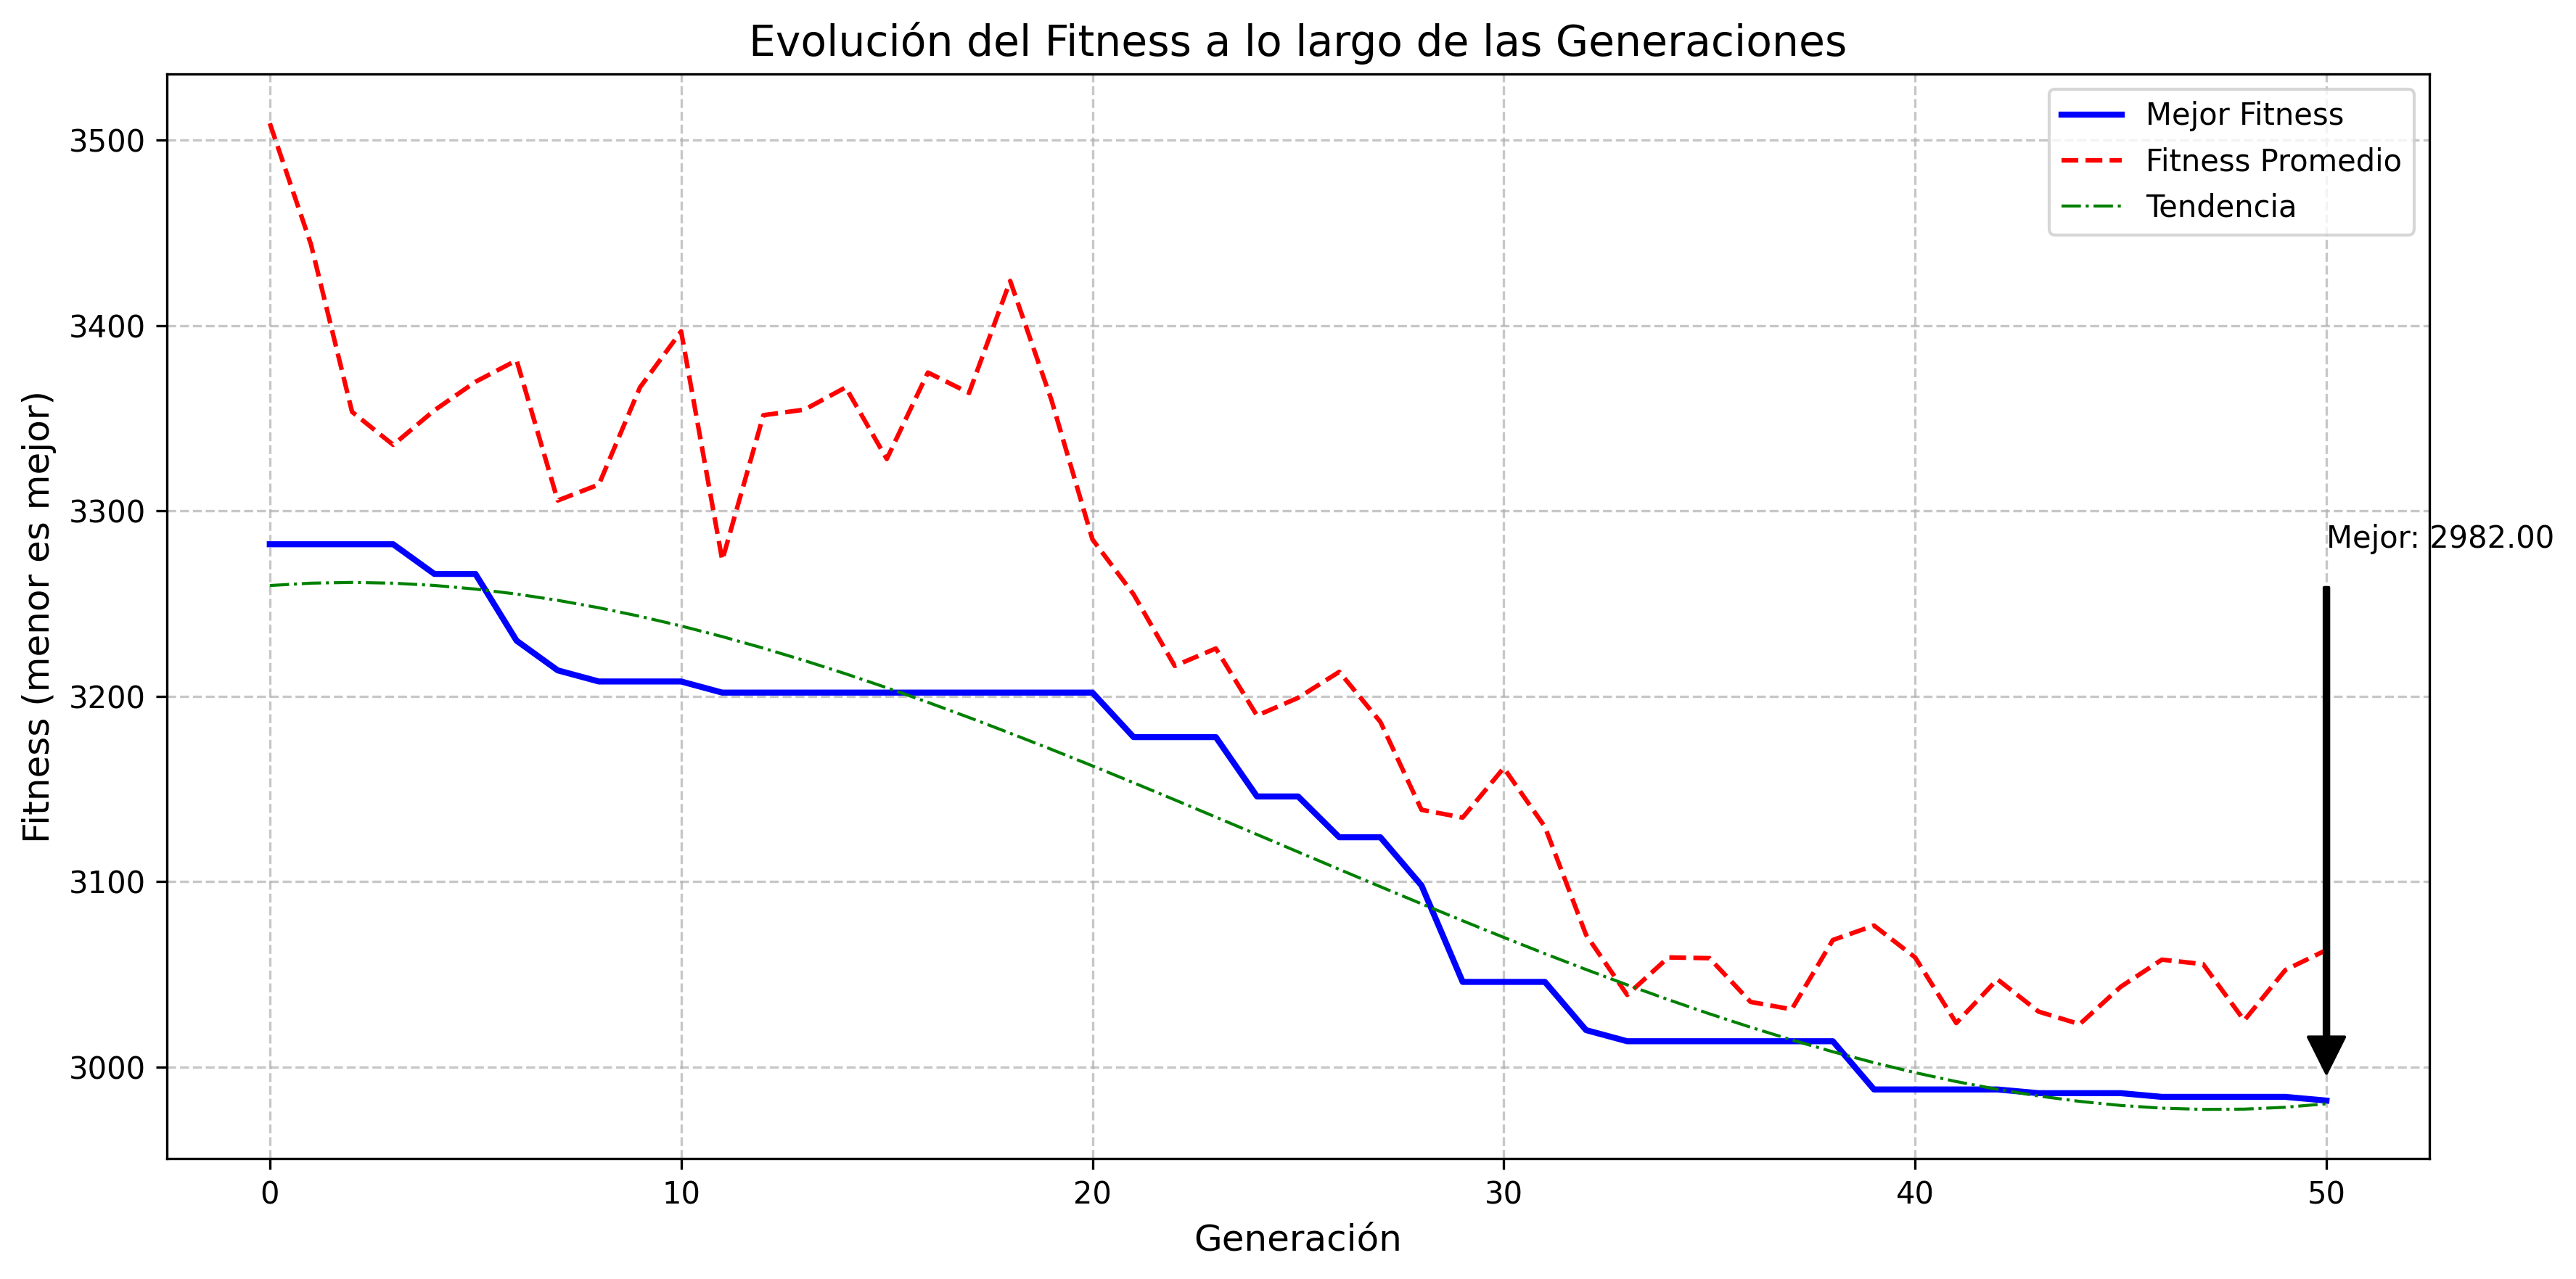 Evolución del Fitness a lo largo de las Generaciones
Fitness (menor es mejor)
3500
3400
3300
3200
3100
3000
Mejor Fitness
Fitness Promedio
Tendencia
Mejor: 2982.00
0 10 20 30 40 50
Generación